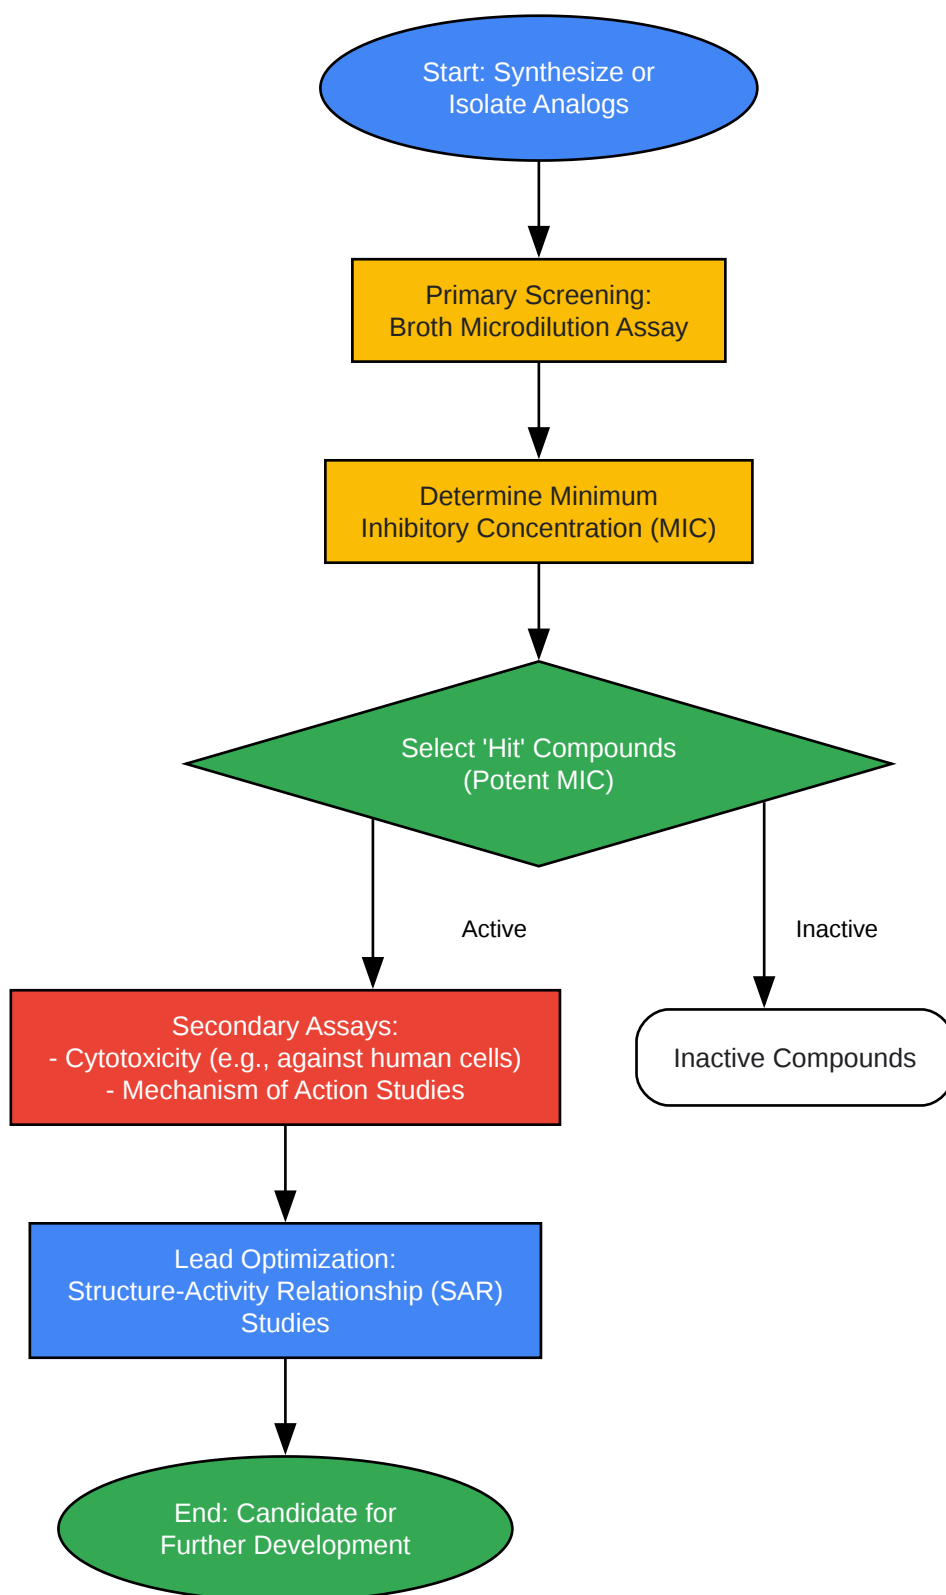 Start: Synthesize or
Isolate Analogs
Primary Screening:
Broth Microdilution Assay
Determine Minimum
Inhibitory Concentration (MIC)
Select 'Hit' Compounds
(Potent MIC)
Active
Inactive
Secondary Assays:
- Cytotoxicity (e.g., against human cells)
- Mechanism of Action Studies
Inactive Compounds
Lead Optimization:
Structure-Activity Relationship (SAR)
Studies
End: Candidate for
Further Development